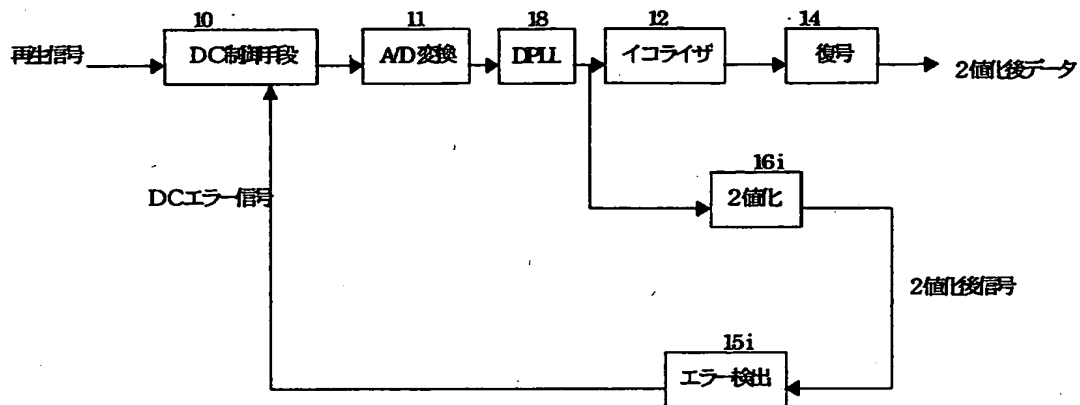 10
11
18
12
14
再生信号
DC制御手段
A/D変換
DPLL
イコライザ
復号
2値化後データ
16i
2値化
DCエラー信号
2値化後信号
15i
エラー検出